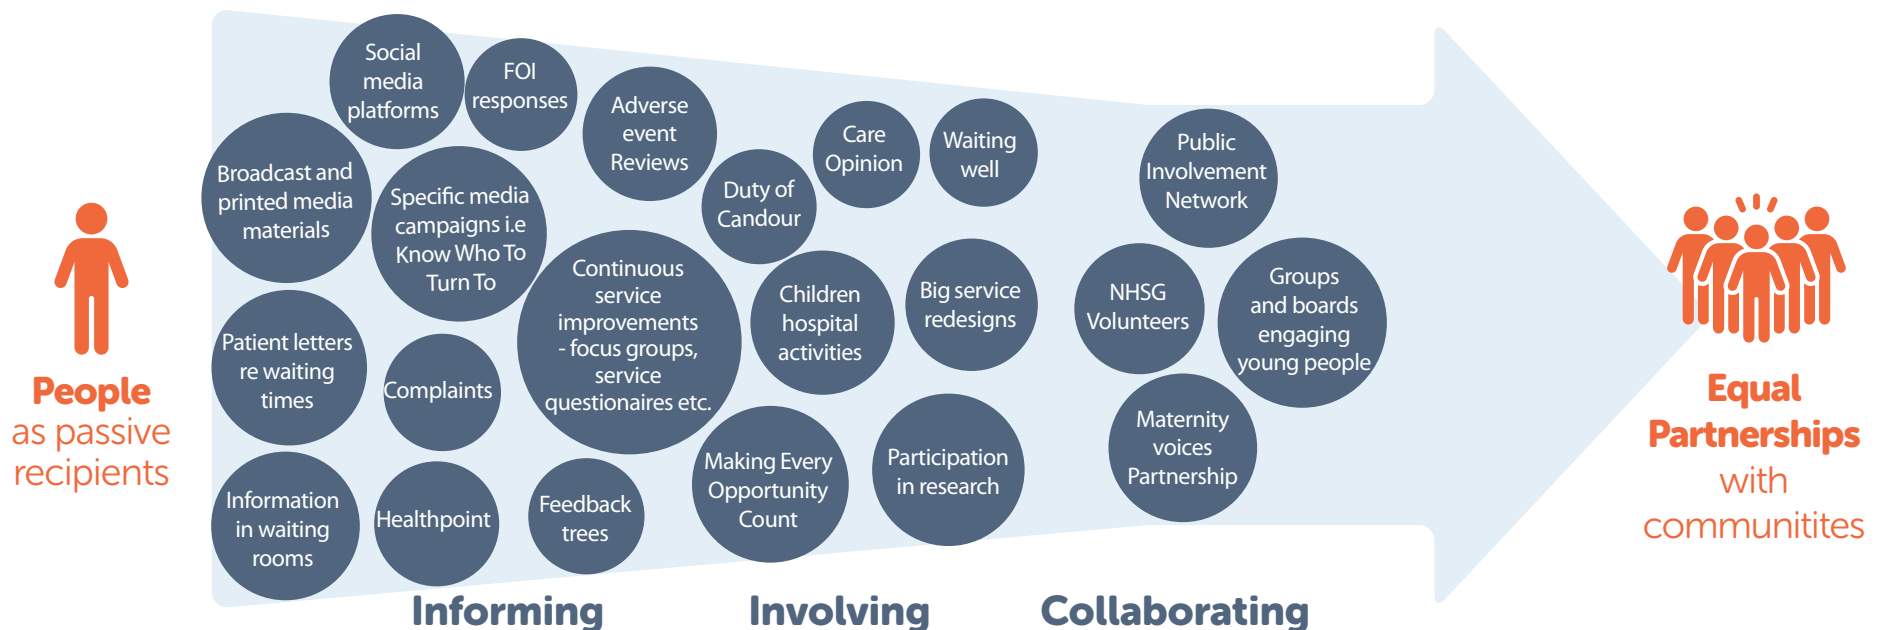 People
as passive
recipients
Social
media
platforms
FOI
responses
Broadcast and
printed media
materials
Specific media
campaigns i.e
Know Who To
Turn To
Adverse
event
Reviews
Patient letters
re waiting
times
Complaints
Continuous
service
improvements
- focus groups,
service
questionaires etc.
Information
in waiting
rooms
Healthpoint
Feedback
trees
Duty of
Candour
Care
Opinion
Waiting
well
Children
hospital
activities
Big service
redesigns
Making Every
Opportunity
Count
Participation
in research
Public
Involvement
Network
NHSG
Volunteers
Groups
and boards
engaging
young people
Maternity
voices
Partnership
Informing
Involving
Collaborating
Equal
Partnerships
with
communitites